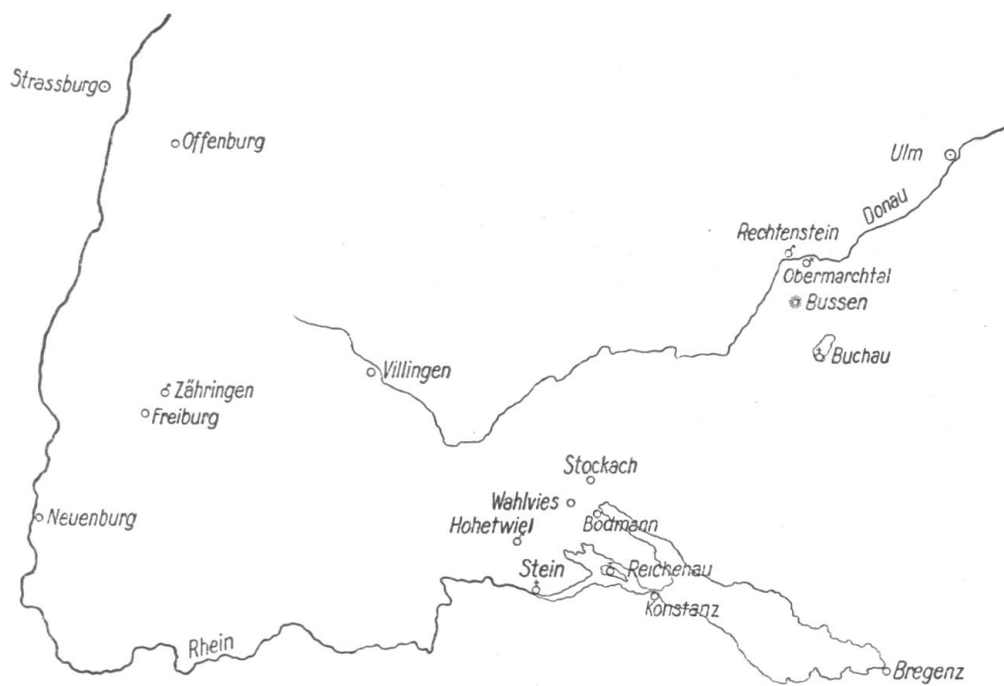 Strassburg
Offenburg
Ulm
Donau
Rechtenstein
Obermarchtal
Bussen
Buchau
Villingen
Zähringen
Freiburg
Stockach
Wahlvies
Neuenburg
Bodmann
Hohetwiel
Stein
Reichenau
Konstanz
Rhein
Bregenz